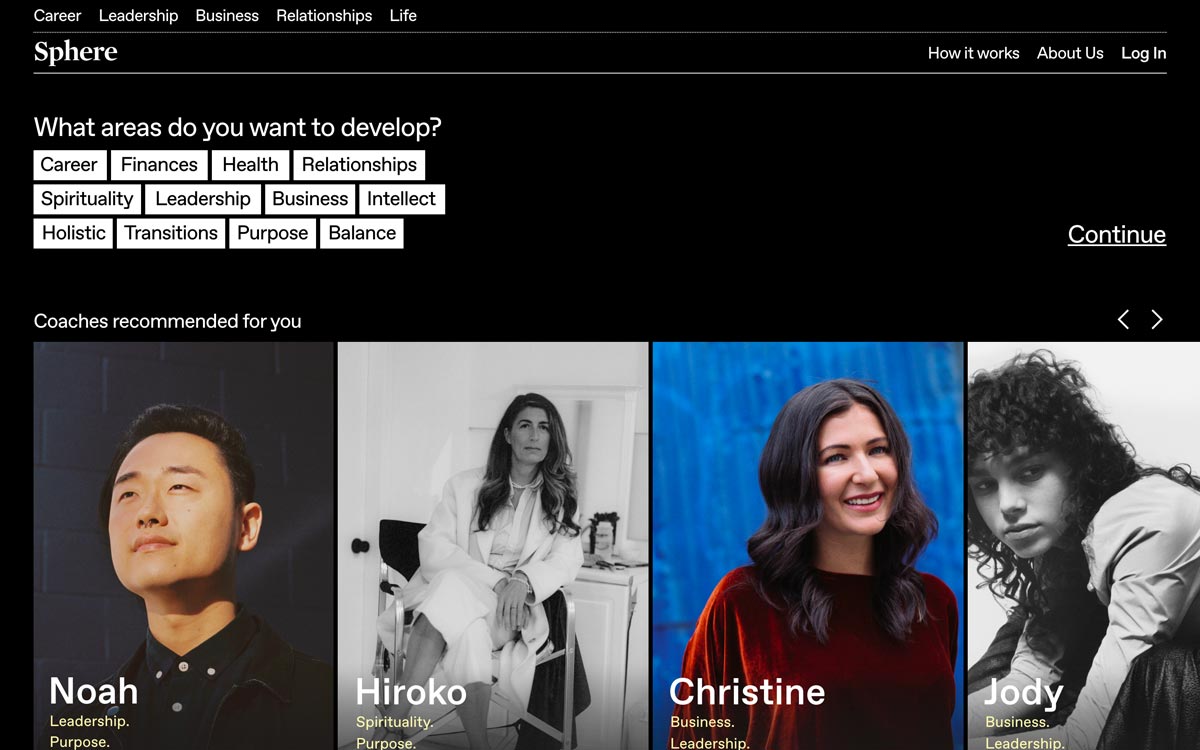 Career Leadership Business Relationships Life
Sphere
How it works About Us Log In
What areas do you want to develop?
Career Finances Health Relationships
Spirituality Leadership Business Intellect
Holistic Transitions Purpose Balance
Continue
Coaches recommended for you
Noah
Leadership.
Purpose.
Hiroko
Spirituality.
Purpose.
Christine
Business.
Leadership.
Jody
Business.
Leadership.